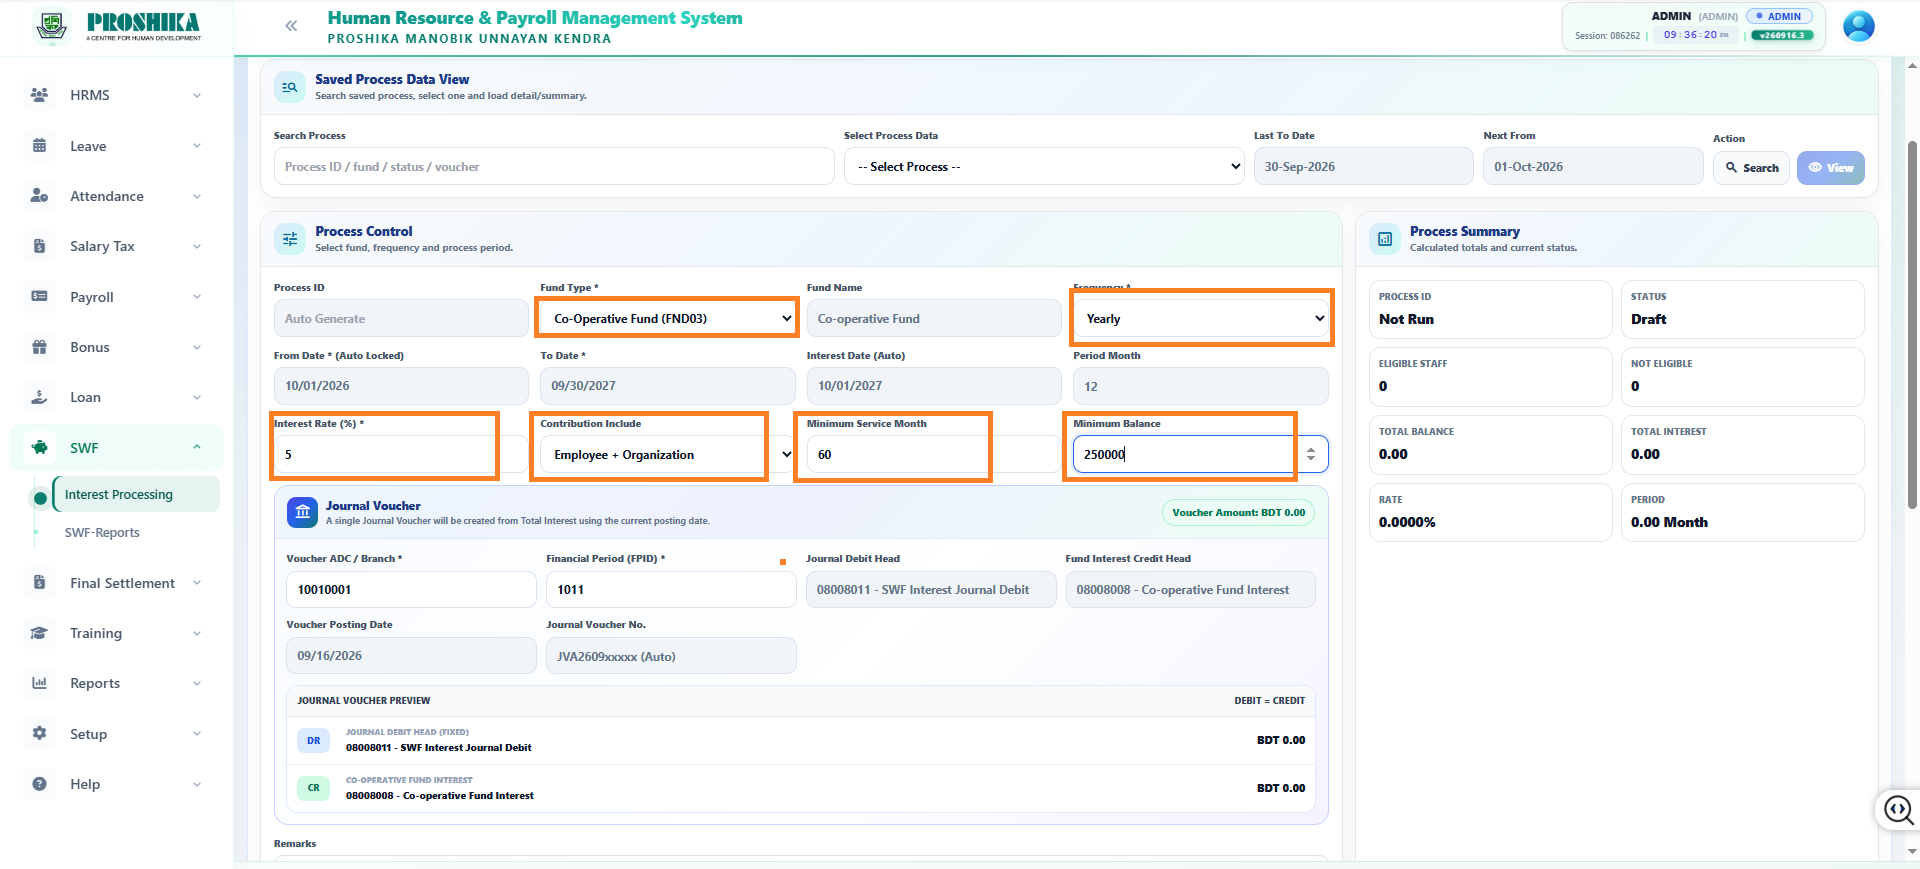 PROSHIKA
A CENTRE FOR HUMAN DEVELOPMENT
Human Resource & Payroll Management System
PROSHIKA MANOBIK UNNAYAN KENDRA
ADMIN (ADMIN) ADMIN
Session: 086262 | 09 : 36 : 20 PM | v260916.3
HRMS
Leave
Attendance
Salary Tax
Payroll
Bonus
Loan
SWF
Interest Processing
SWF-Reports
Final Settlement
Training
Reports
Setup
Help
Saved Process Data View
Search saved process, select one and load detail/summary.
Search Process
Process ID / fund / status / voucher
Select Process Data
-- Select Process --
Last To Date
30-Sep-2026
Next From
01-Oct-2026
Action
Search
View
Process Control
Select fund, frequency and process period.
Process ID
Auto Generate
Fund Type *
Co-Operative Fund (FND03)
Fund Name
Co-operative Fund
Frequency *
Yearly
From Date * (Auto Locked)
10/01/2026
To Date *
09/30/2027
Interest Date (Auto)
10/01/2027
Period Month
12
Interest Rate (%) *
5
Contribution Include
Employee + Organization
Minimum Service Month
60
Minimum Balance
250000
Journal Voucher
A single Journal Voucher will be created from Total Interest using the current posting date.
Voucher Amount: BDT 0.00
Voucher ADC / Branch *
10010001
Financial Period (FPID) *
1011
Journal Debit Head
08008011 - SWF Interest Journal Debit
Fund Interest Credit Head
08008008 - Co-operative Fund Interest
Voucher Posting Date
09/16/2026
Journal Voucher No.
JVA2609xxxxx (Auto)
JOURNAL VOUCHER PREVIEW
DEBIT = CREDIT
DR
JOURNAL DEBIT HEAD (FIXED)
08008011 - SWF Interest Journal Debit
BDT 0.00
CR
CO-OPERATIVE FUND INTEREST
08008008 - Co-operative Fund Interest
BDT 0.00
Remarks
Process Summary
Calculated totals and current status.
PROCESS ID
Not Run
STATUS
Draft
ELIGIBLE STAFF
0
NOT ELIGIBLE
0
TOTAL BALANCE
0.00
TOTAL INTEREST
0.00
RATE
0.0000%
PERIOD
0.00 Month